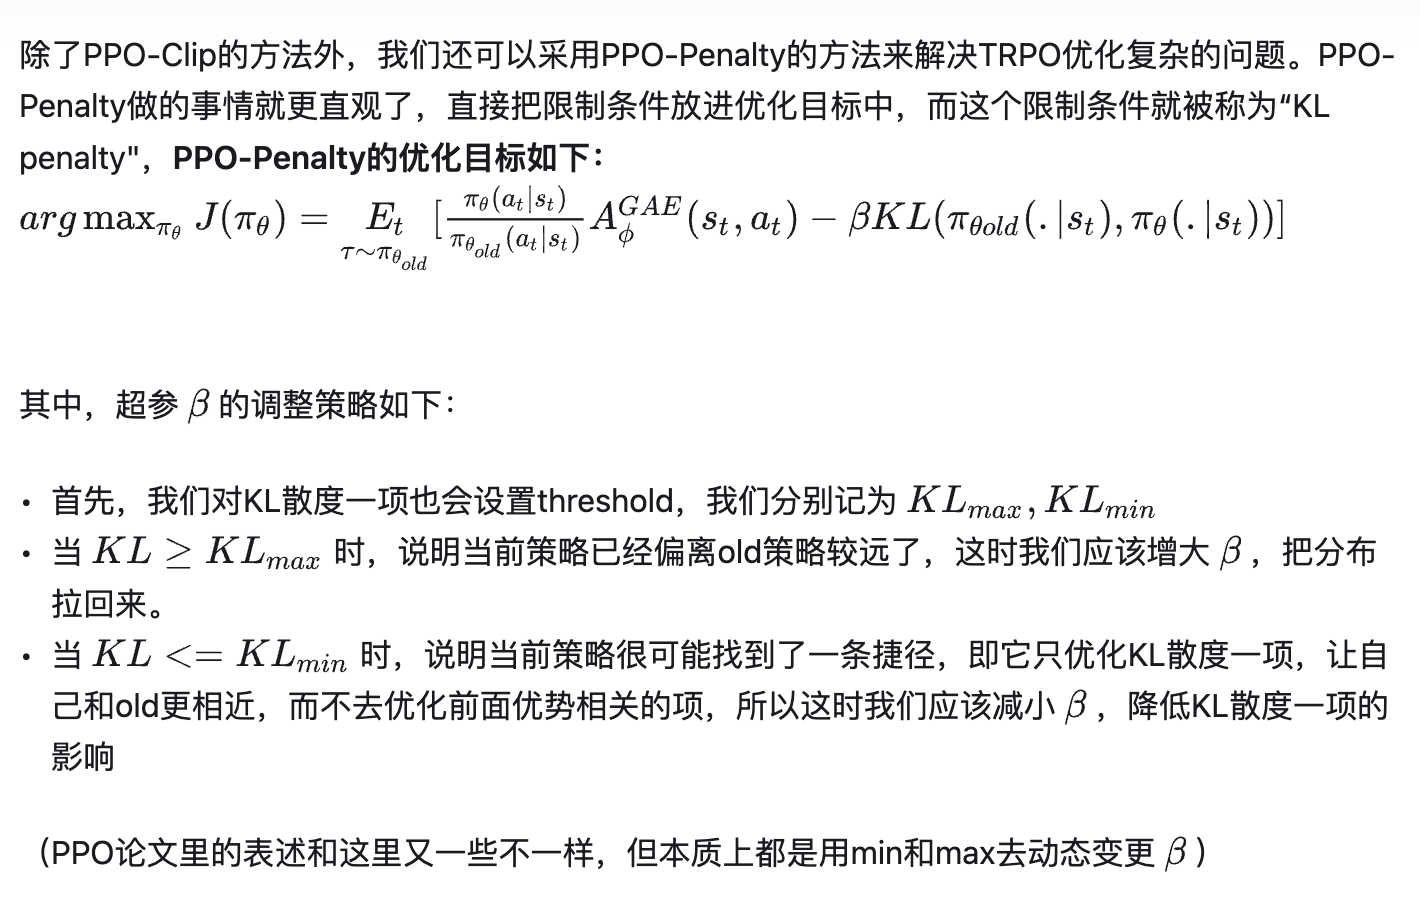 除了PPO-Clip的方法外，我们还可以采用PPO-Penalty的方法来解决TRPO优化复杂的问题。PPO-
Penalty做的事情就更直观了，直接把限制条件放进优化目标中，而这个限制条件就被称为“KL
penalty"，PPO-Penalty的优化目标如下：
$arg\max_{\pi_\theta} J(\pi_\theta) = \underset{\tau\sim\pi_{\theta_{old}}}{E_t} [\frac{\pi_\theta(a_t|s_t)}{\pi_{\theta_{old}}(a_t|s_t)} A_\phi^{GAE}(s_t, a_t) - \beta KL(\pi_{\theta old}(.|s_t), \pi_\theta(.|s_t))]$
其中，超参 β 的调整策略如下：
• 首先，我们对KL散度一项也会设置threshold，我们分别记为 $KL_{max}, KL_{min}$
• 当 $KL \geq KL_{max}$ 时，说明当前策略已经偏离old策略较远了，这时我们应该增大 β ，把分布
拉回来。
• 当 $KL <= KL_{min}$ 时，说明当前策略很可能找到了一条捷径，即它只优化KL散度一项，让自
己和old更相近，而不去优化前面优势相关的项，所以这时我们应该减小 β ，降低KL散度一项的
影响
（PPO论文里的表述和这里又一些不一样，但本质上都是用min和max去动态变更 β ）